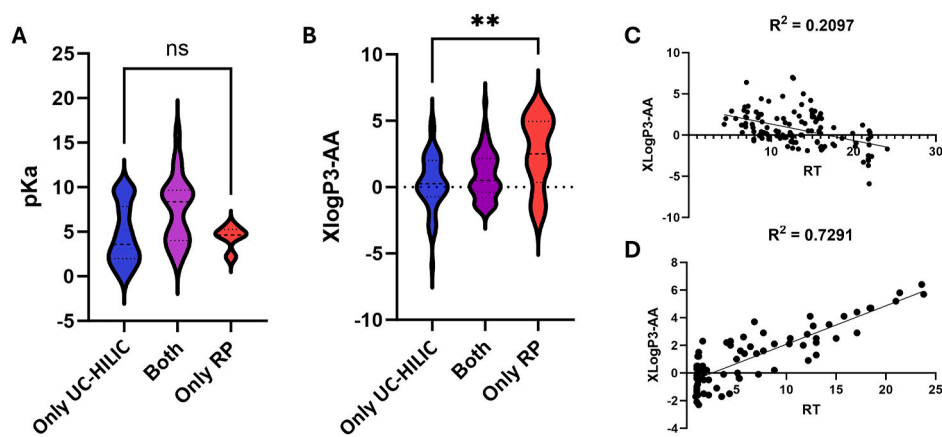 A
ns
pKa
25
20
15
10
5
0
-5
Only UC-HILIC
Both
Only RP
B
**
XlogP3-AA
10
5
0
-5
-10
Only UC-HILIC
Both
Only RP
C
R² = 0.2097
XLogP3-AA
10
5
0
-5
-10
10
20
30
RT
D
R² = 0.7291
XLogP3-AA
8
6
4
2
0
-2
-4
5
10
15
20
25
RT